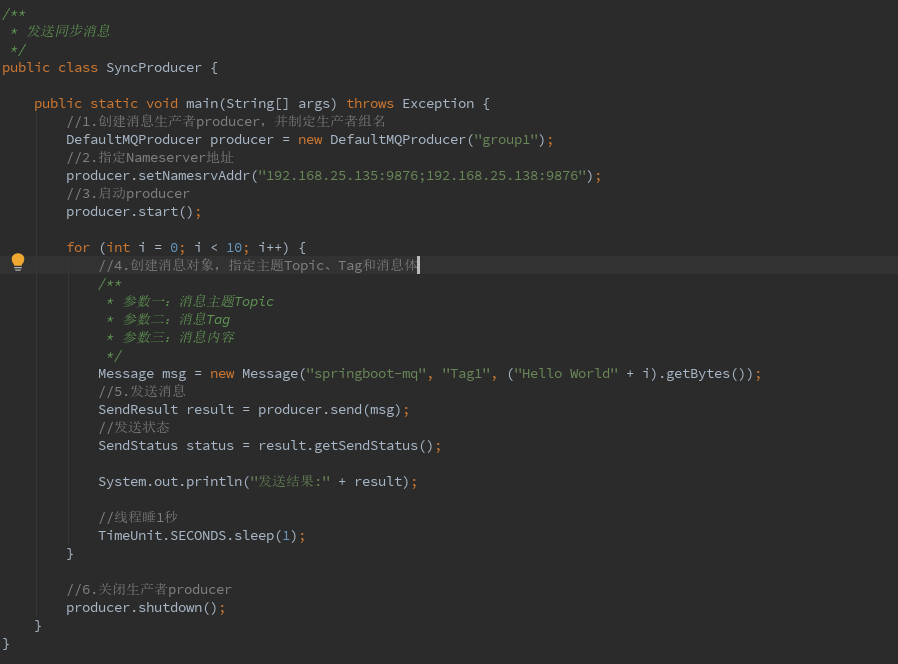 /**
 * 发送同步消息
 */
public class SyncProducer {
    public static void main(String[] args) throws Exception {
        //1.创建消息生产者producer，并制定生产者组名
        DefaultMQProducer producer = new DefaultMQProducer("group1");
        //2.指定Nameserver地址
        producer.setNamesrvAddr("192.168.25.135:9876;192.168.25.138:9876");
        //3.启动producer
        producer.start();
        for (int i = 0; i < 10; i++) {
            //4.创建消息对象，指定主题Topic、Tag和消息体
            /**
             * 参数一：消息主题Topic
             * 参数二：消息Tag
             * 参数三：消息内容
             */
            Message msg = new Message("springboot-mq", "Tag1", ("Hello World" + i).getBytes());
            //5.发送消息
            SendResult result = producer.send(msg);
            //发送状态
            SendStatus status = result.getSendStatus();
            System.out.println("发送结果:" + result);
            //线程睡1秒
            TimeUnit.SECONDS.sleep(1);
        }
        //6.关闭生产者producer
        producer.shutdown();
    }
}